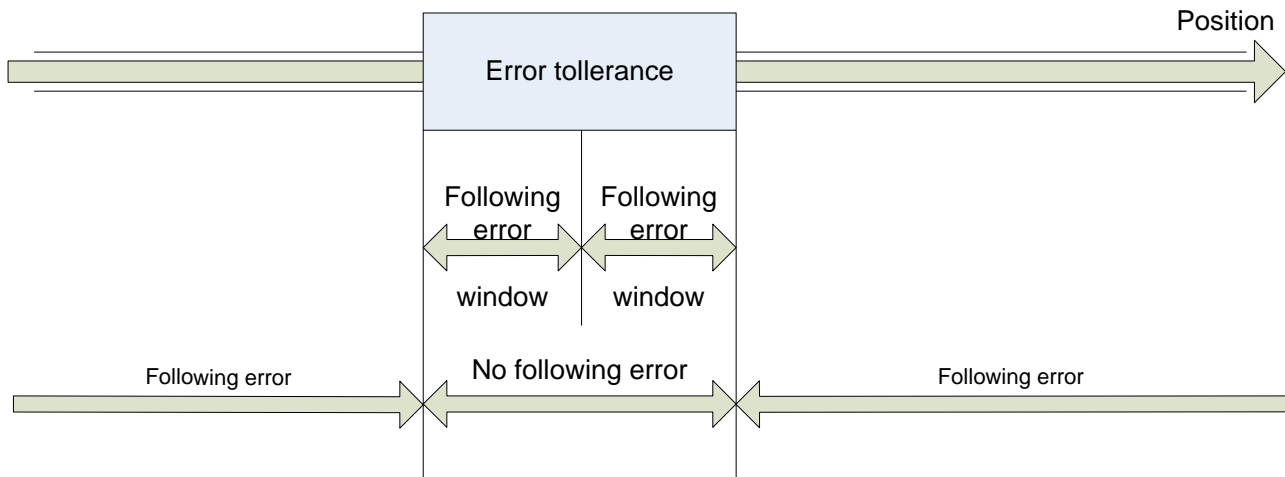 Position
Error tollerance
Following
error
window
Following
error
window
Following error
No following error
Following error